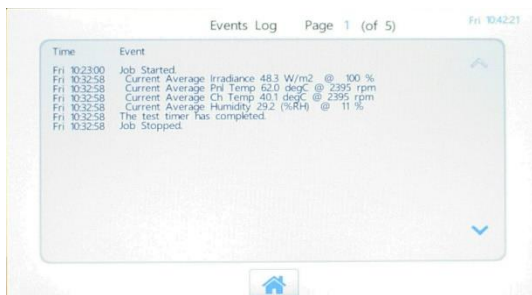 Events Log Page 1 (of 5)
Fri 10:42:21
Time Event
Fri 10:23:00 Job Started.
Fri 10:32:58 Current Average Irradiance 48.3 W/m2 @ 100 %
Fri 10:32:58 Current Average Pnl Temp 62.0 degC @ 2395 rpm
Fri 10:32:58 Current Average Ch Temp 40.1 degC @ 2395 rpm
Fri 10:32:58 Current Average Humidity 29.2 (%RH) @ 11 %
Fri 10:32:58 The test timer has completed.
Fri 10:32:58 Job Stopped.